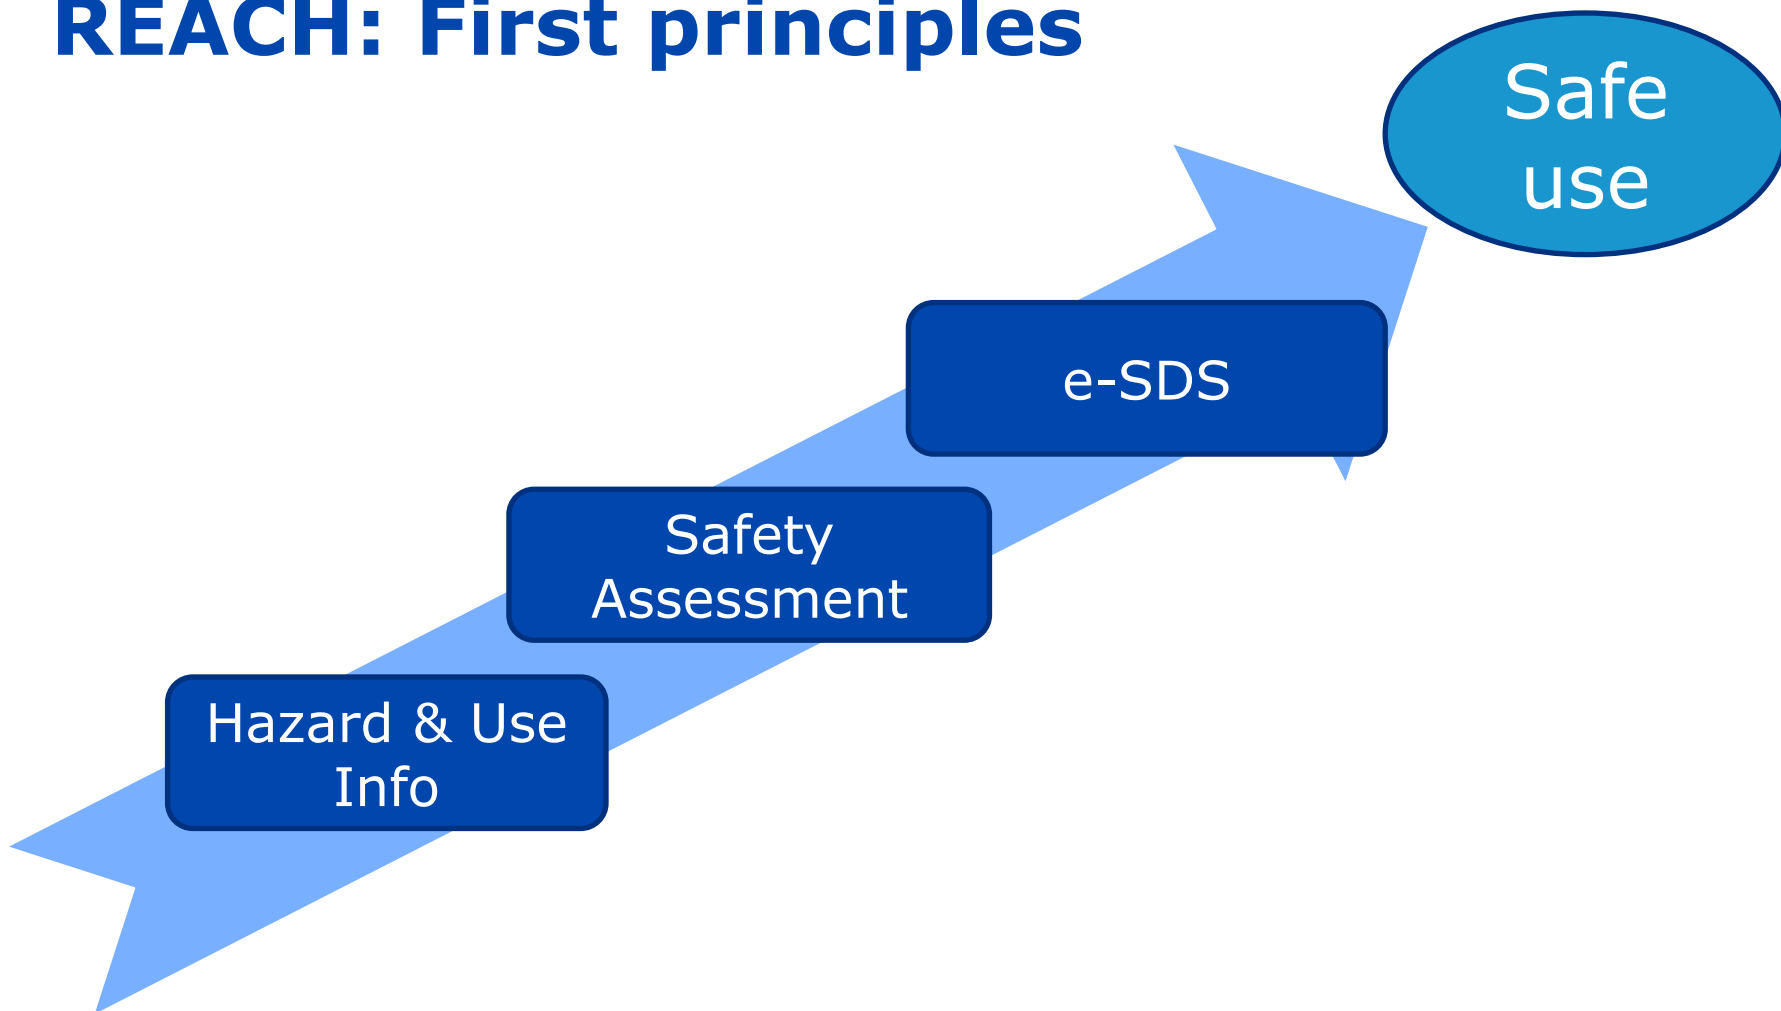 REACH: First principles
Safe
use
e-SDS
Safety
Assessment
Hazard & Use
Info